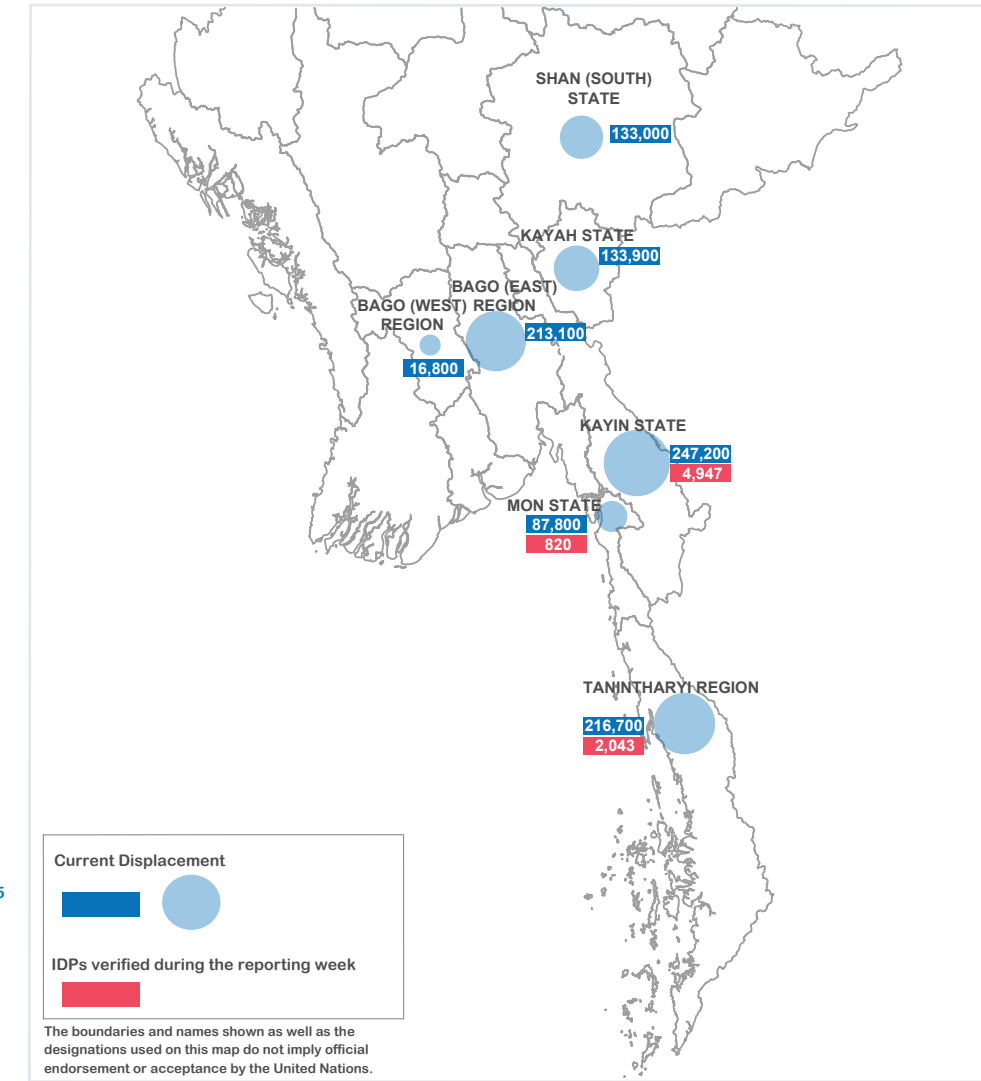 SHAN (SOUTH)
STATE
133,000
KAYAH STATE
133,900
BAGO (EAST)
REGION
213,100
BAGO (WEST)
REGION
16,800
KAYIN STATE
247,200
4,947
MON STATE
87,800
820
TANINTHARYI REGION
216,700
2,043
5
Current Displacement
IDPs verified during the reporting week
The boundaries and names shown as well as the
designations used on this map do not imply official
endorsement or acceptance by the United Nations.